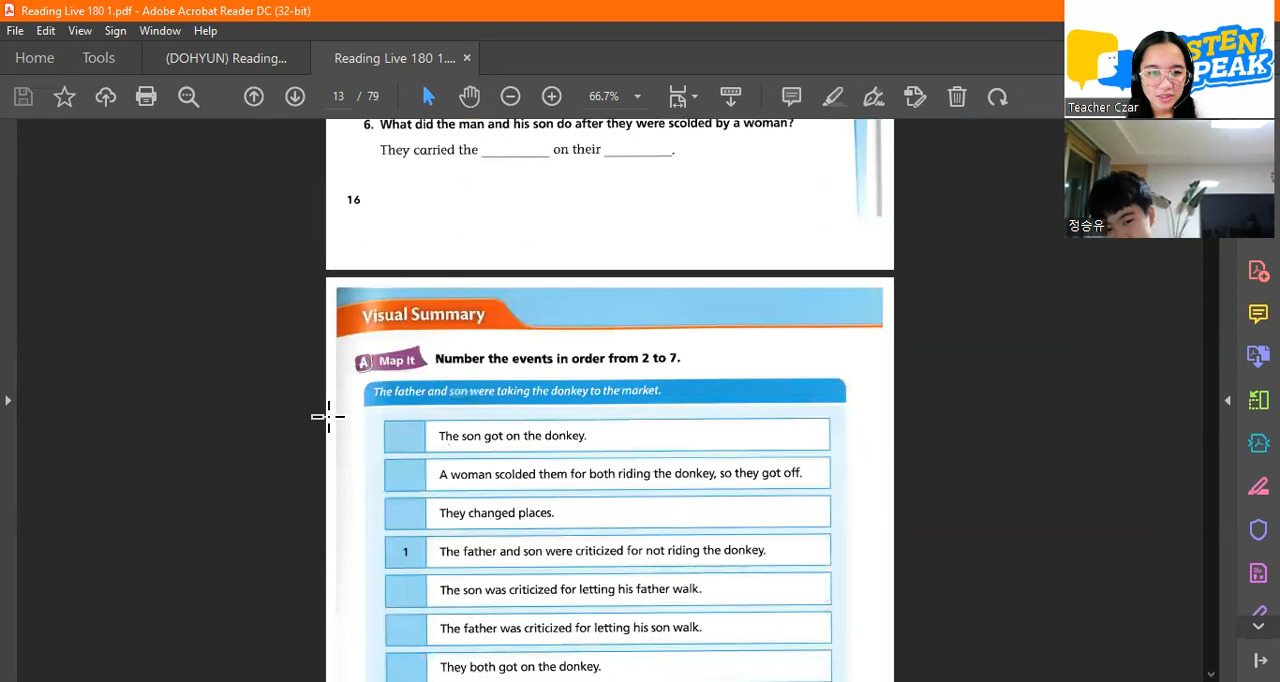 Reading Live 180 1.pdf - Adobe Acrobat Reader DC (32-bit)
File Edit View Sign Window Help
Home Tools (DOHYUN) Reading... Reading Live 180 1.... ×
13 / 79 66.7%
STEN
PEAK
Teacher Czar
정승유
6. What did the man and his son do after they were scolded by a woman?
They carried the __________ on their __________.
16
Visual Summary
A Map It Number the events in order from 2 to 7.
The father and son were taking the donkey to the market.
The son got on the donkey.
A woman scolded them for both riding the donkey, so they got off.
They changed places.
1 The father and son were criticized for not riding the donkey.
The son was criticized for letting his father walk.
The father was criticized for letting his son walk.
They both got on the donkey.